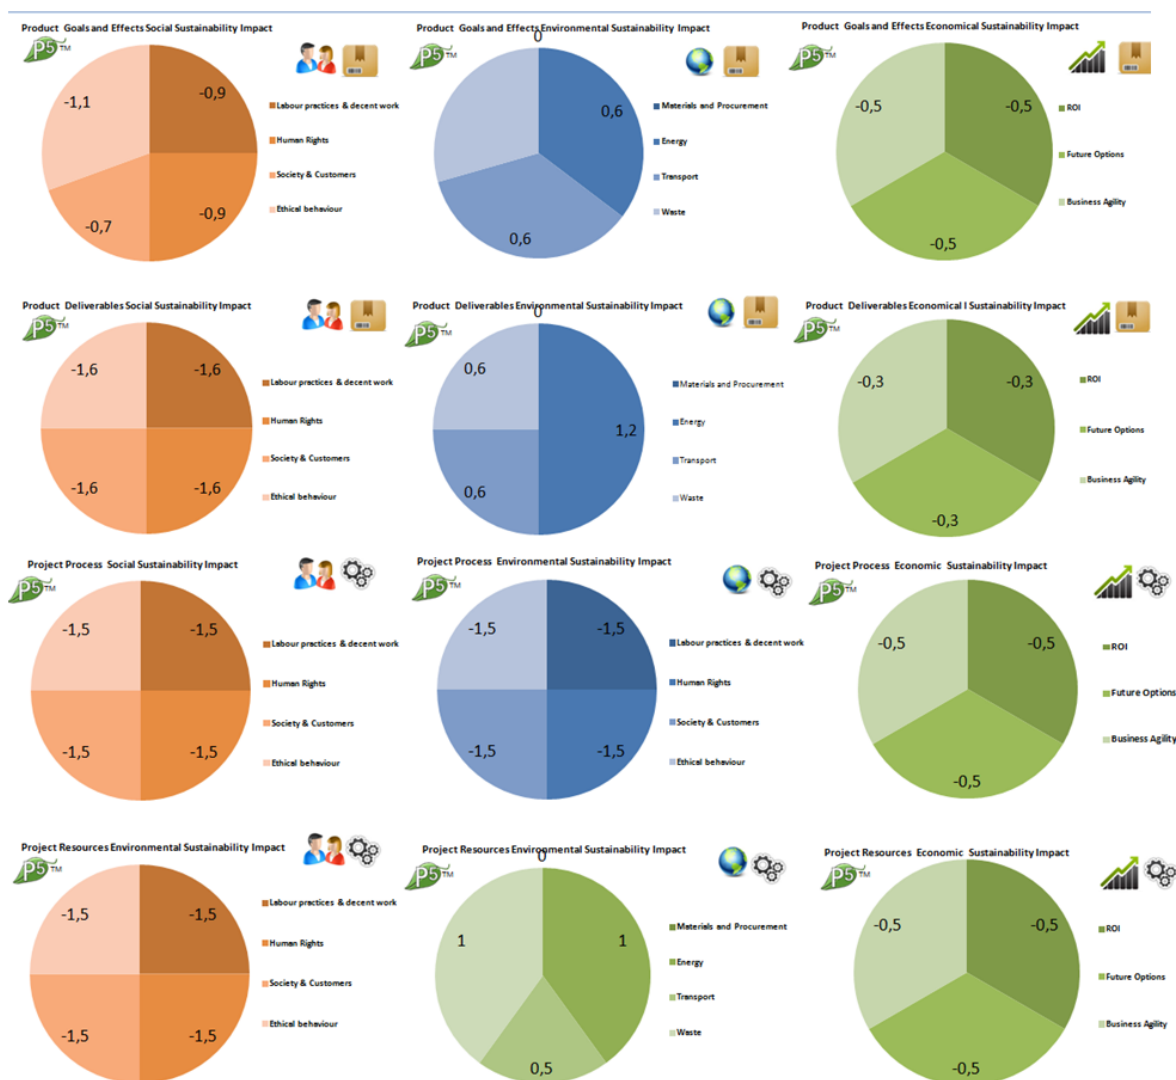 Product Goals and Effects Social Sustainability Impact
P5™
-1,1
-0,9
-0,7
-0,9
Labour practices & decent work
Human Rights
Society & Customers
Ethical behaviour
Product Goals and Effects Environmental Sustainability Impact
P5™
0
0,6
0,6
Materials and Procurement
Energy
Transport
Waste
Product Goals and Effects Economical Sustainability Impact
P5™
-0,5
-0,5
-0,5
ROI
Future Options
Business Agility
Product Deliverables Social Sustainability Impact
P5™
-1,6
-1,6
-1,6
-1,6
Labour practices & decent work
Human Rights
Society & Customers
Ethical behaviour
Product Deliverables Environmental Sustainability Impact
P5™
0
0,6
1,2
0,6
Materials and Procurement
Energy
Transport
Waste
Product Deliverables Economical I Sustainability Impact
P5™
-0,3
-0,3
-0,3
ROI
Future Options
Business Agility
Project Process Social Sustainability Impact
P5™
-1,5
-1,5
-1,5
-1,5
Labour practices & decent work
Human Rights
Society & Customers
Ethical behaviour
Project Process Environmental Sustainability Impact
P5™
-1,5
-1,5
-1,5
-1,5
Labour practices & decent work
Human Rights
Society & Customers
Ethical behaviour
Project Process Economic Sustainability Impact
P5™
-0,5
-0,5
-0,5
ROI
Future Options
Business Agility
Project Resources Environmental Sustainability Impact
P5™
-1,5
-1,5
-1,5
-1,5
Labour practices & decent work
Human Rights
Society & Customers
Ethical behaviour
Project Resources Environmental Sustainability Impact
P5™
0
1
1
0,5
Materials and Procurement
Energy
Transport
Waste
Project Resources Economic Sustainability Impact
P5™
-0,5
-0,5
-0,5
ROI
Future Options
Business Agility